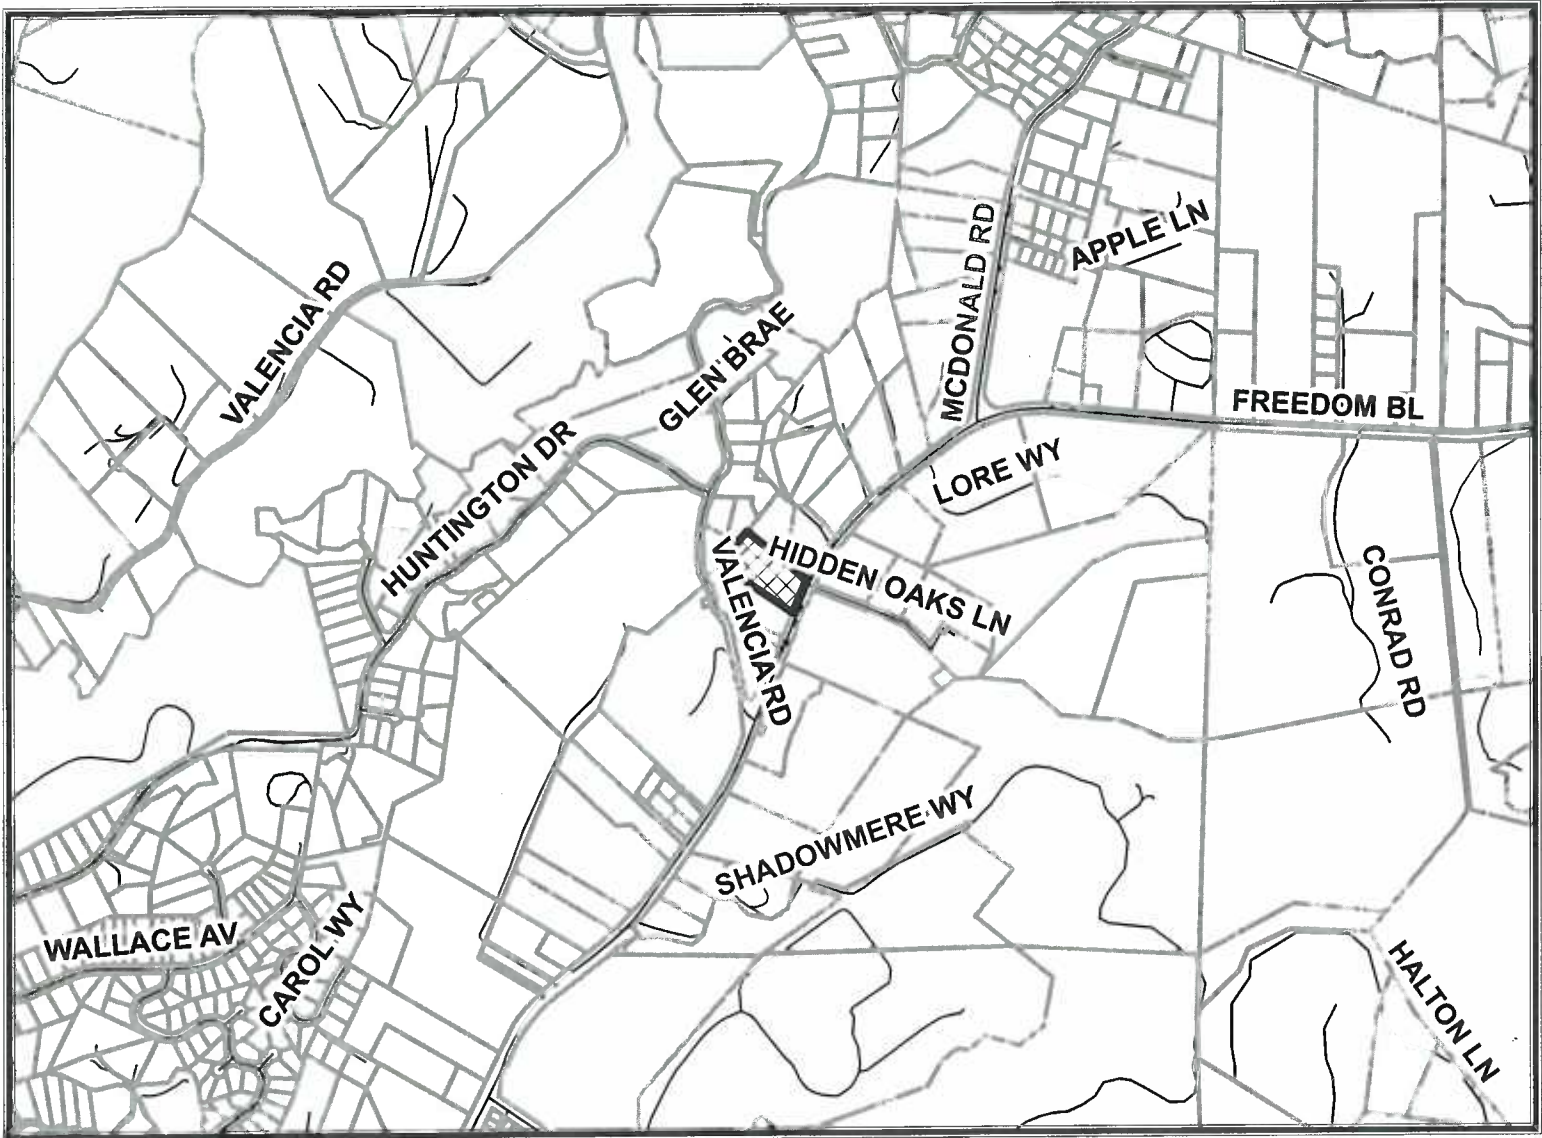 MCDONALD RD
APPLE LN
VALENCIA RD
GLEN BRAE
FREEDOM BL
HUNTINGTON DR
LORE WY
HIDDEN OAKS LN
VALENCIA RD
CONRAD RD
SHADOWMERE WY
WALLACE AV
CAROL WY
HALTON LN